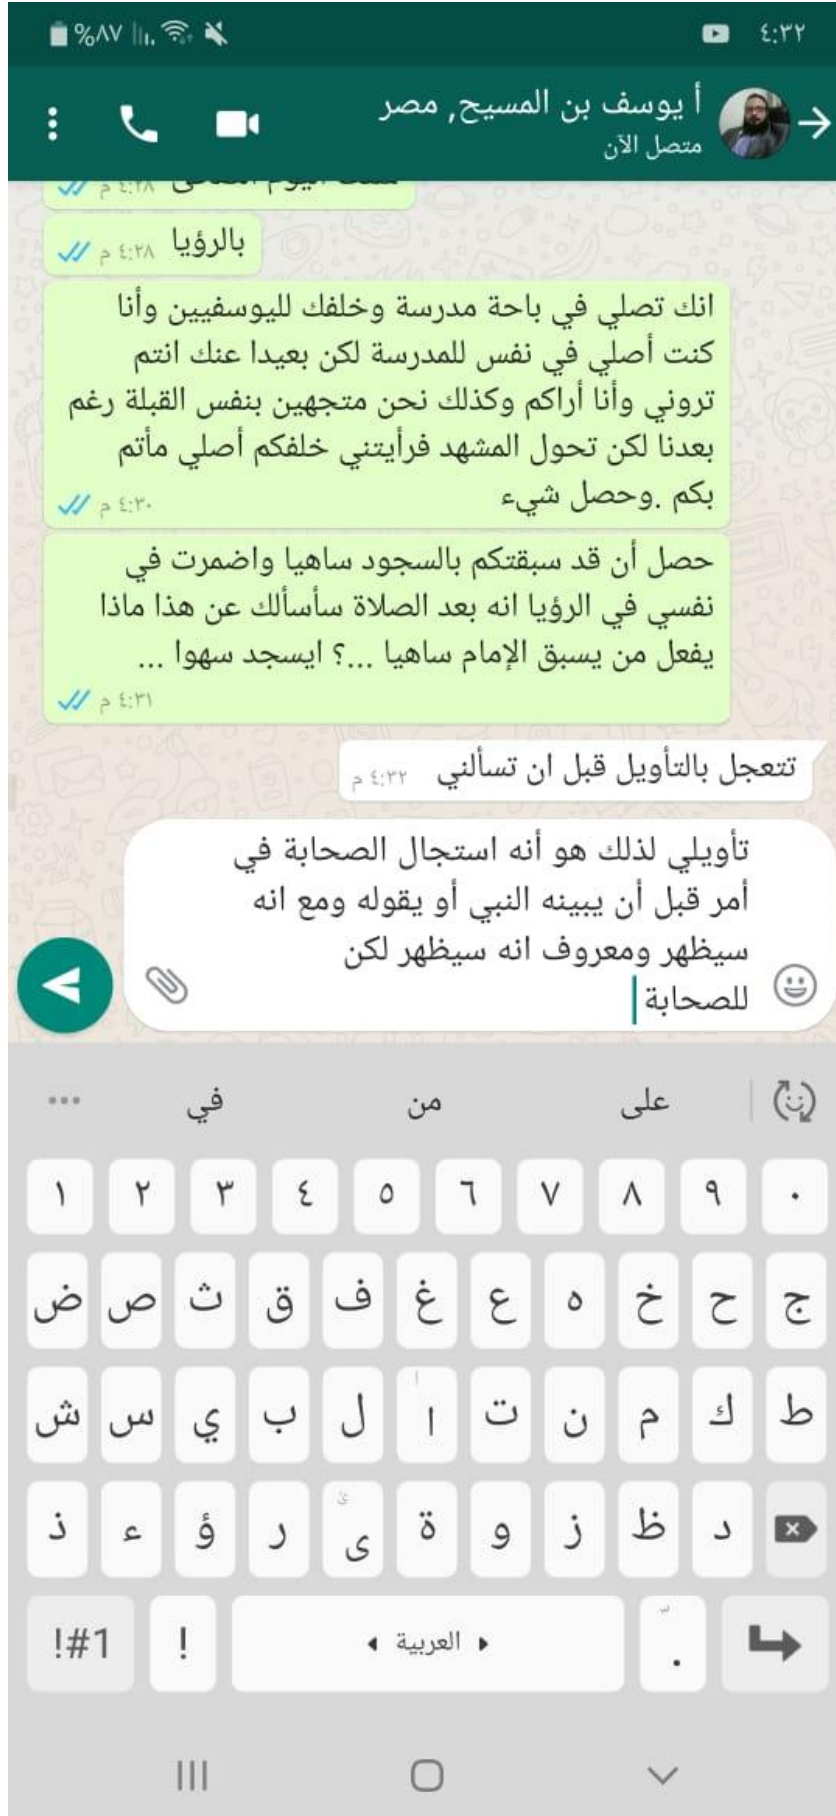 ٤:٣٢
%٨٧
أ يوسف بن المسيح, مصر
متصل الآن
٤:٢٨ م
بالرؤيا
٤:٢٨ م
انك تصلي في باحة مدرسة وخلفك لليوسفيين وأنا
كنت أصلي في نفس للمدرسة لكن بعيدا عنك انتم
تروني وأنا أراكم وكذلك نحن متجهين بنفس القبلة رغم
بعدنا لكن تحول المشهد فرأيتني خلفكم أصلي مأتم
بكم .وحصل شيء
٤:٣٠ م
حصل أن قد سبقتكم بالسجود ساهيا واضمرت في
نفسي في الرؤيا انه بعد الصلاة سأسألك عن هذا ماذا
يفعل من يسبق الإمام ساهيا ...؟ ايسجد سهوا ...
٤:٣١ م
تتعجل بالتأويل قبل ان تسألني
٤:٣٢ م
تأويلي لذلك هو أنه استجال الصحابة في
أمر قبل أن يبينه النبي أو يقوله ومع انه
سيظهر ومعروف انه سيظهر لكن
للصحابة
على من في
١ ٢ ٣ ٤ ٥ ٦ ٧ ٨ ٩ ٠
ج ح خ ه ع غ ف ق ث ص ض
ط ك م ن ت ا ل ب ي س ش
د ظ ز و ة ى ر ؤ ء ذ
!#1 ! العربية .